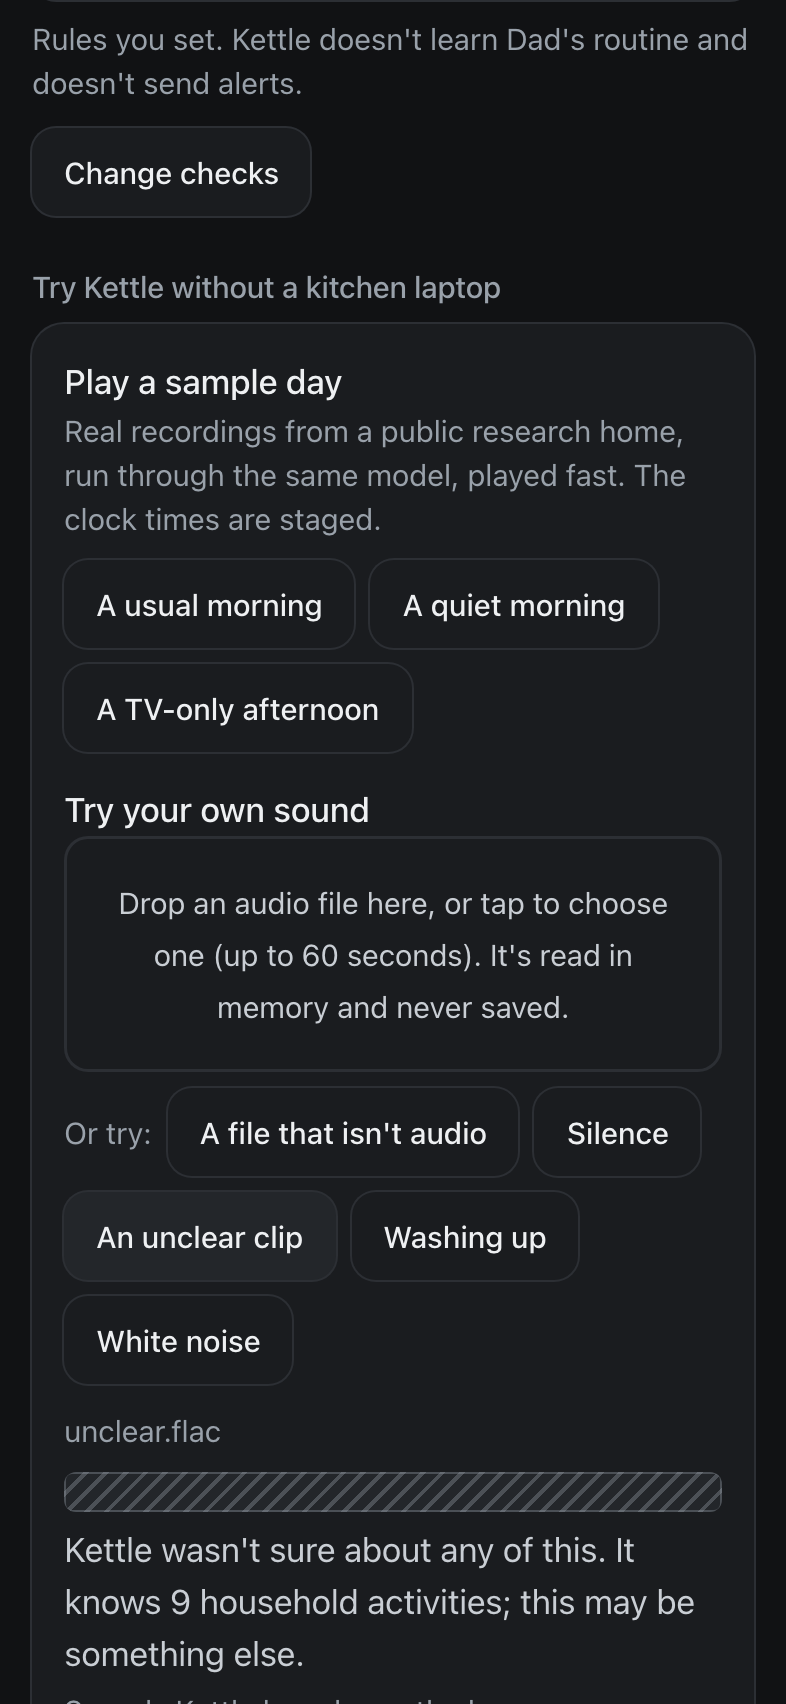 Rules you set. Kettle doesn't learn Dad's routine and
doesn't send alerts.
Change checks
Try Kettle without a kitchen laptop
Play a sample day
Real recordings from a public research home,
run through the same model, played fast. The
clock times are staged.
A usual morning
A quiet morning
A TV-only afternoon
Try your own sound
Drop an audio file here, or tap to choose
one (up to 60 seconds). It's read in
memory and never saved.
Or try:
A file that isn't audio
Silence
An unclear clip
Washing up
White noise
unclear.flac
Kettle wasn't sure about any of this. It
knows 9 household activities; this may be
something else.